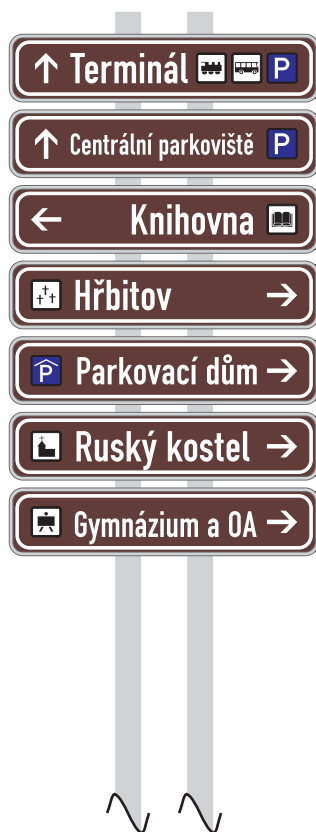 Terminál P
Centrální parkoviště P
Knihovna
Hřbitov
P Parkovací dům
Ruský kostel
Gymnázium a OA